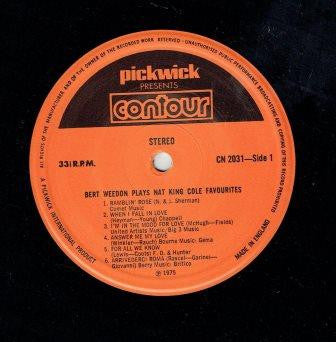 ALL RIGHTS OF THE MANUFACTURER AND OF THE OWNER OF THE RECORDED WORK RESERVED - UNAUTHORISED PUBLIC PERFORMANCE BROADCASTING AND COPYING OF THIS RECORD PROHIBITED
pickwick
PRESENTS
contour
STEREO
33⅓ R.P.M.
CN 2031—Side 1
BERT WEEDON PLAYS NAT KING COLE FAVOURITES
1. RAMBLIN' ROSE (N. & J. Sherman)
Comet Music
2. WHEN I FALL IN LOVE
(Heyman—Young) Chappell
3. I'M IN THE MOOD FOR LOVE (McHugh—Fields)
United Artists Music/Big 3 Music
4. ANSWER ME MY LOVE
(Winkler—Rauch) Bourne Music: Gema
5. FOR ALL WE KNOW
(Lewis—Coots) F. D. & Hunter
6. ARRIVEDERCI ROMA (Rascel—Garinei—
Giovanni) Berry Music: Britico
℗ 1975
A PICKWICK INTERNATIONAL RECORD
MADE IN ENGLAND